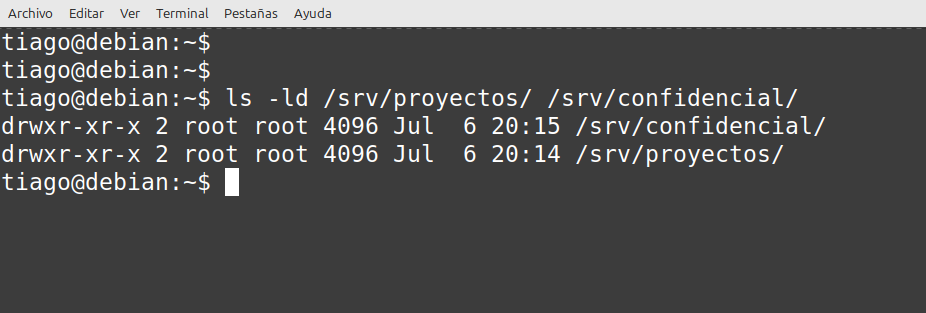 Archivo Editar Ver Terminal Pestañas Ayuda
tiago@debian:~$
tiago@debian:~$
tiago@debian:~$ ls -ld /srv/proyectos/ /srv/confidencial/
drwxr-xr-x 2 root root 4096 Jul  6 20:15 /srv/confidencial/
drwxr-xr-x 2 root root 4096 Jul  6 20:14 /srv/proyectos/
tiago@debian:~$